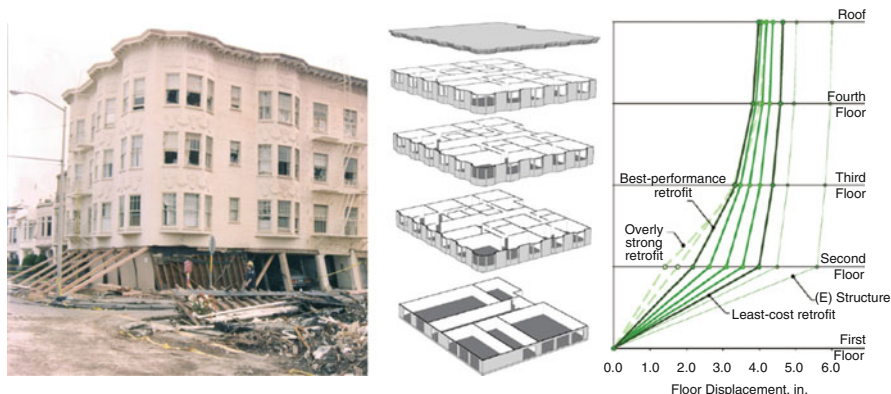 Roof
Fourth
Floor
Third
Floor
Best-performance
retrofit
Overly
strong
retrofit
Second
Floor
(E) Structure
Least-cost retrofit
First
Floor
0.0 1.0 2.0 3.0 4.0 5.0 6.0
Floor Displacement, in.